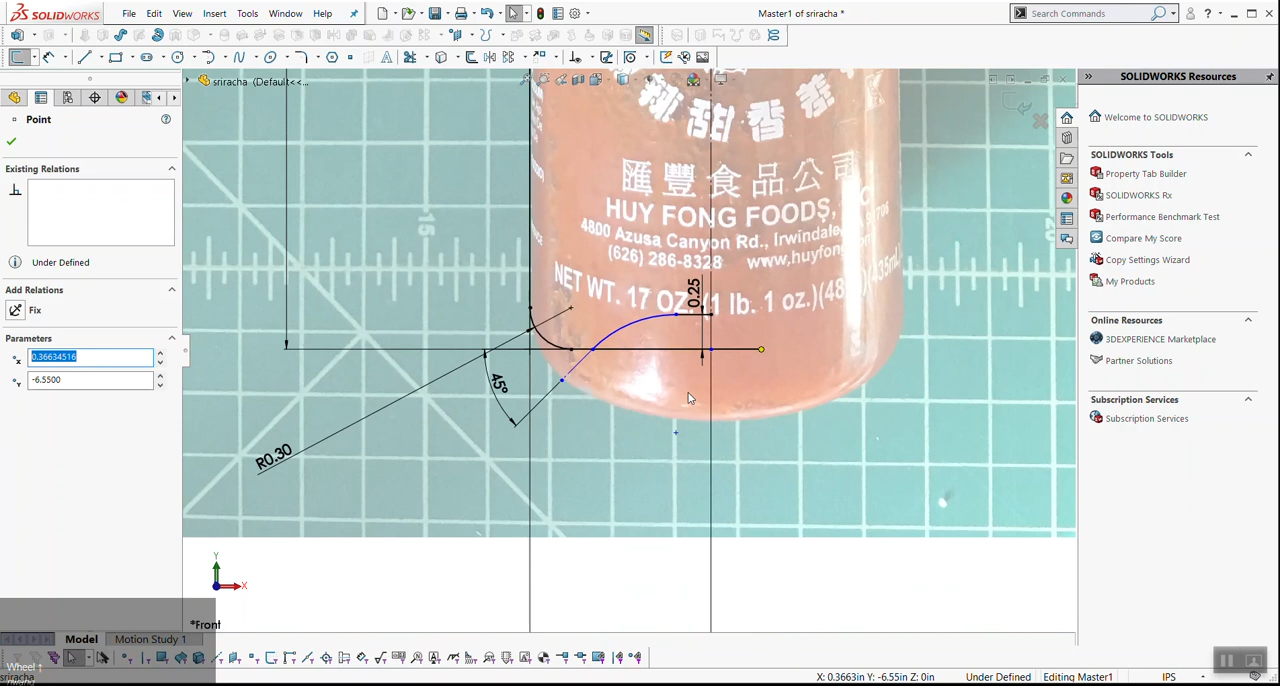 SOLIDWORKS
File
Edit
View
Insert
Tools
Window
Help
Master1 of sriracha *
Search Commands
sriracha (Default<<...
Point
Existing Relations
Under Defined
Add Relations
Fix
Parameters
0.36634516
-6.5500
15
匯豐食品公司
HUY FONG FOODS,
4800 Azusa Canyon Rd., Irwindale
(626) 286-8328 www.huyfong
NET WT. 17 OZ. (1 lb. 1 oz.)(48
435mL)
0.25
45°
R0.30
Y
X
*Front
SOLIDWORKS Resources
Welcome to SOLIDWORKS
SOLIDWORKS Tools
Property Tab Builder
SOLIDWORKS Rx
Performance Benchmark Test
Compare My Score
Copy Settings Wizard
My Products
Online Resources
3DEXPERIENCE Marketplace
Partner Solutions
Subscription Services
Subscription Services
Model
Motion Study 1
Wheel ↑
sriracha
X: 0.3663in Y: -6.55in Z: 0in
Under Defined
Editing Master1
IPS